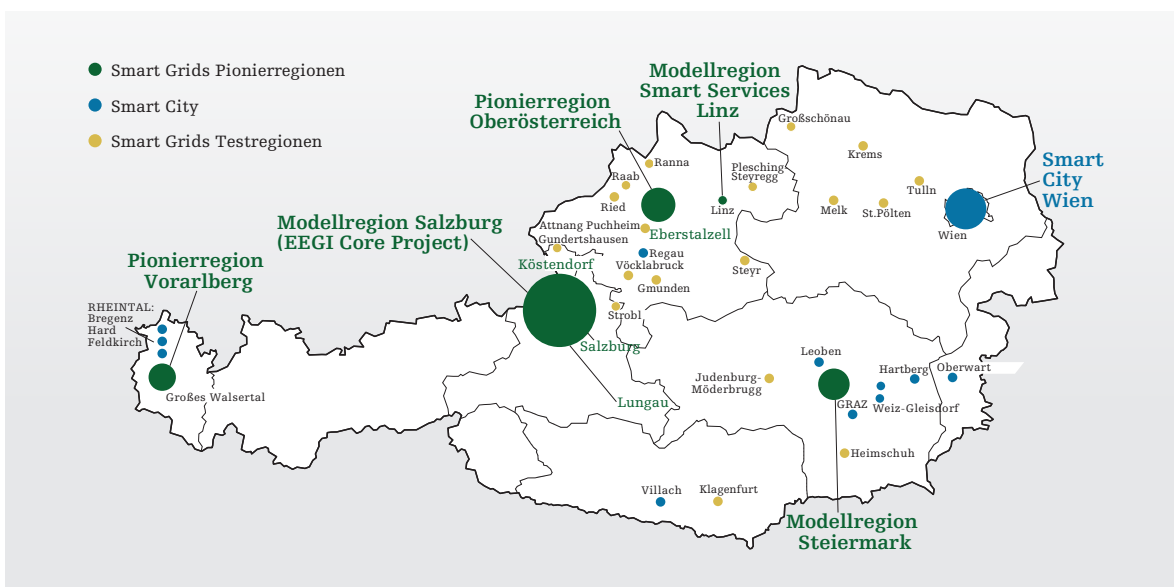 Smart Grids Pionierregionen
Smart City
Smart Grids Testregionen
Modellregion
Smart Services
Linz
Pionierregion
Oberösterreich
Großschönau
Krems
Ranna
Plesching
Steyregg
Raab
Ried
Linz
Tulln
Melk
St.Pölten
Smart
City
Wien
Wien
Modellregion Salzburg
(EEGI Core Project)
Attnang Puchheim
Gundertshausen
Eberstalzell
Regau
Vöcklabruck
Gmunden
Steyr
Köstendorf
Strobl
Salzburg
Lungau
Pionierregion
Vorarlberg
RHEINTAL:
Bregenz
Hard
Feldkirch
Großes Walsertal
Leoben
Judenburg-
Möderbrugg
Hartberg
Oberwart
GRAZ
Weiz-Gleisdorf
Heimschuh
Villach
Klagenfurt
Modellregion
Steiermark